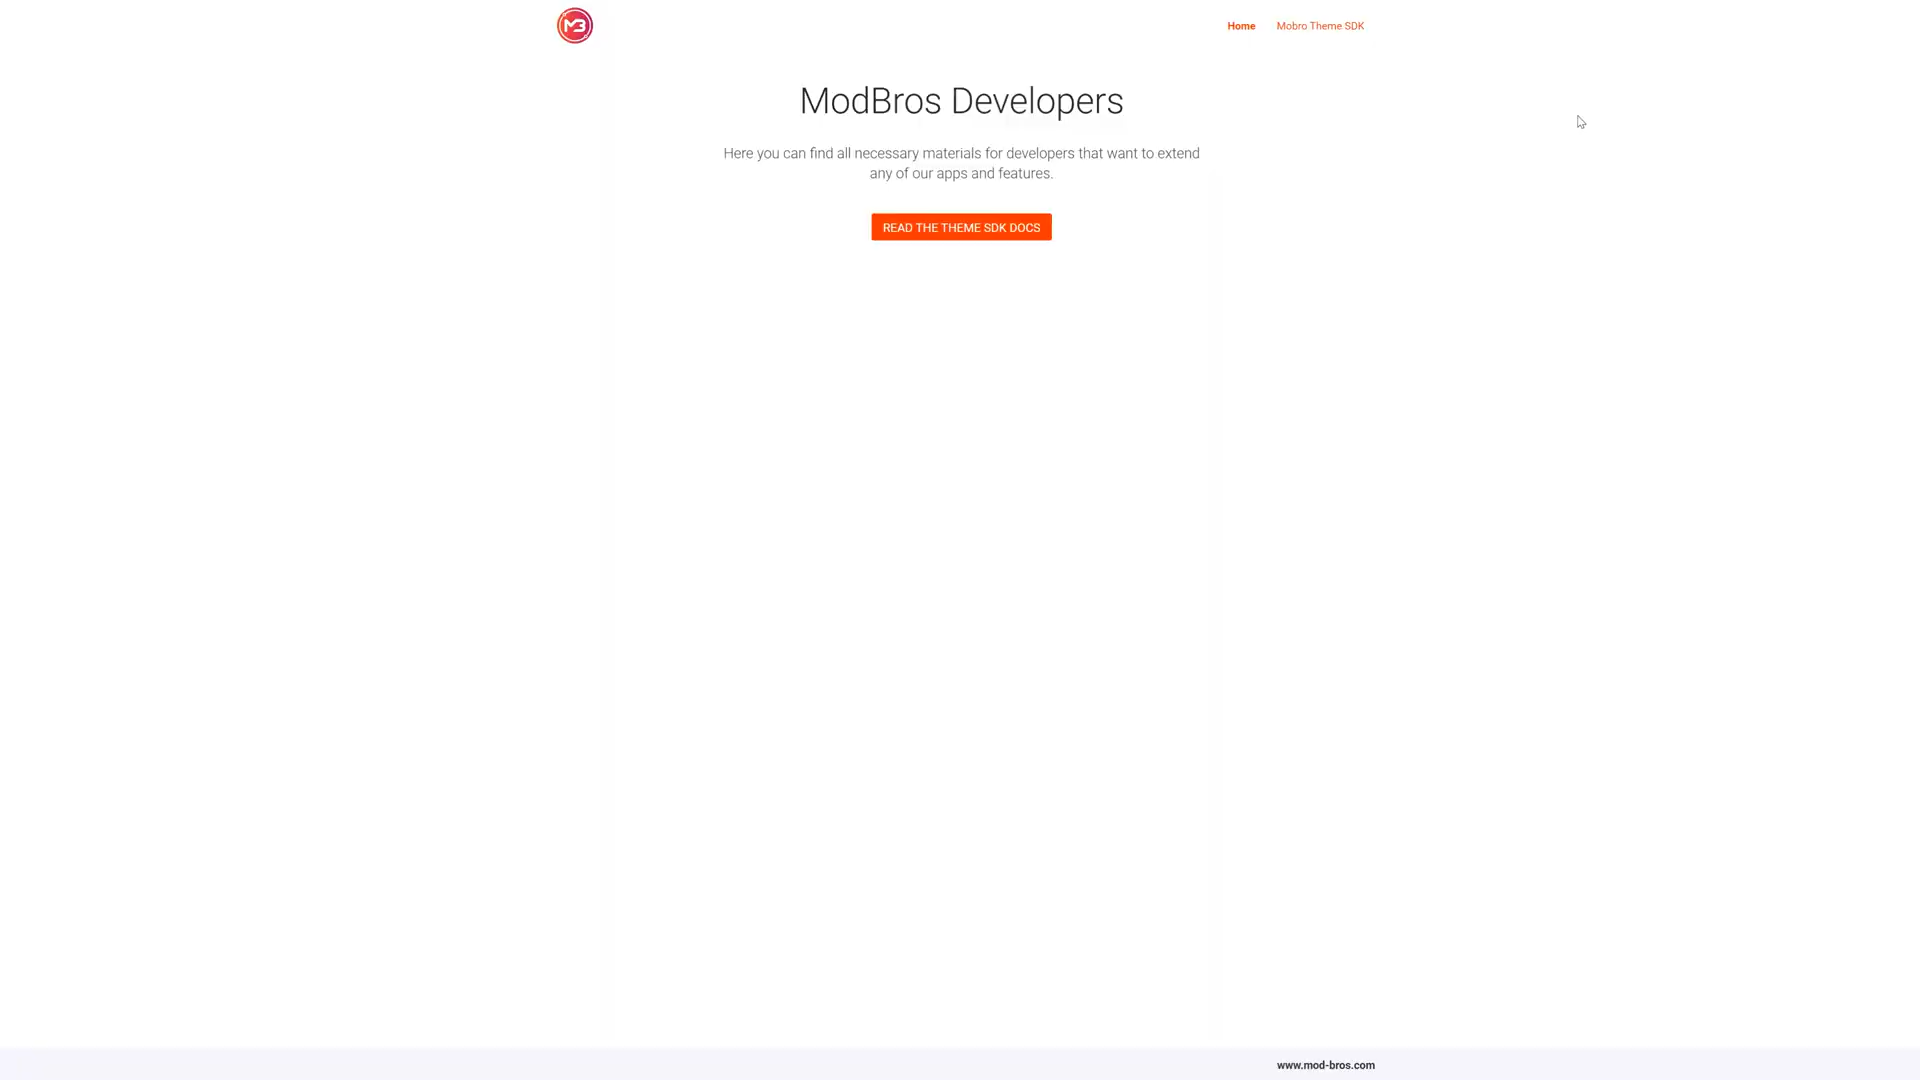 M3
Home
Mobro Theme SDK
ModBros Developers
Here you can find all necessary materials for developers that want to extend
any of our apps and features.
READ THE THEME SDK DOCS
www.mod-bros.com